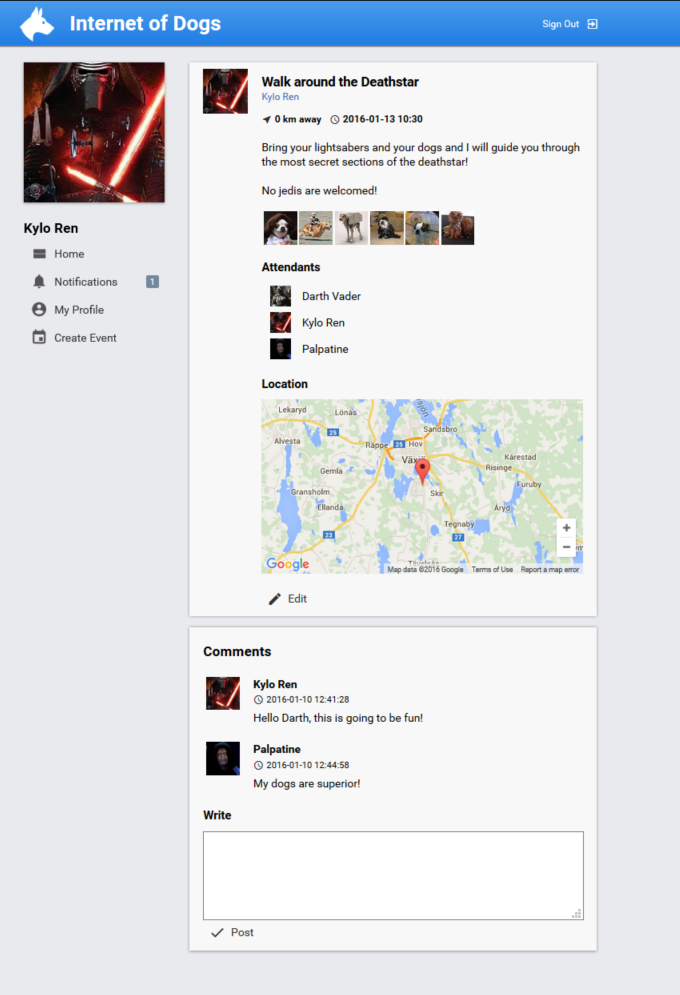 Internet of Dogs
Sign Out
Kylo Ren
Home
Notifications 1
My Profile
Create Event
Walk around the Deathstar
Kylo Ren
0 km away 2016-01-13 10:30
Bring your lightsabers and your dogs and I will guide you through
the most secret sections of the deathstar!
No jedis are welcomed!
Attendants
Darth Vader
Kylo Ren
Palpatine
Location
Lekaryd
Lönas
Sandsbro
25
Alvesta
Räppe
25
Hov
Växjö
Kårestad
Risinge
Gemla
Furuby
Gransholm
Skir
Ellanda
Åryd
Tegnaby
23
27
+
−
Google
Map data ©2016 Google Terms of Use Report a map error
Edit
Comments
Kylo Ren
2016-01-10 12:41:28
Hello Darth, this is going to be fun!
Palpatine
2016-01-10 12:44:58
My dogs are superior!
Write
Post